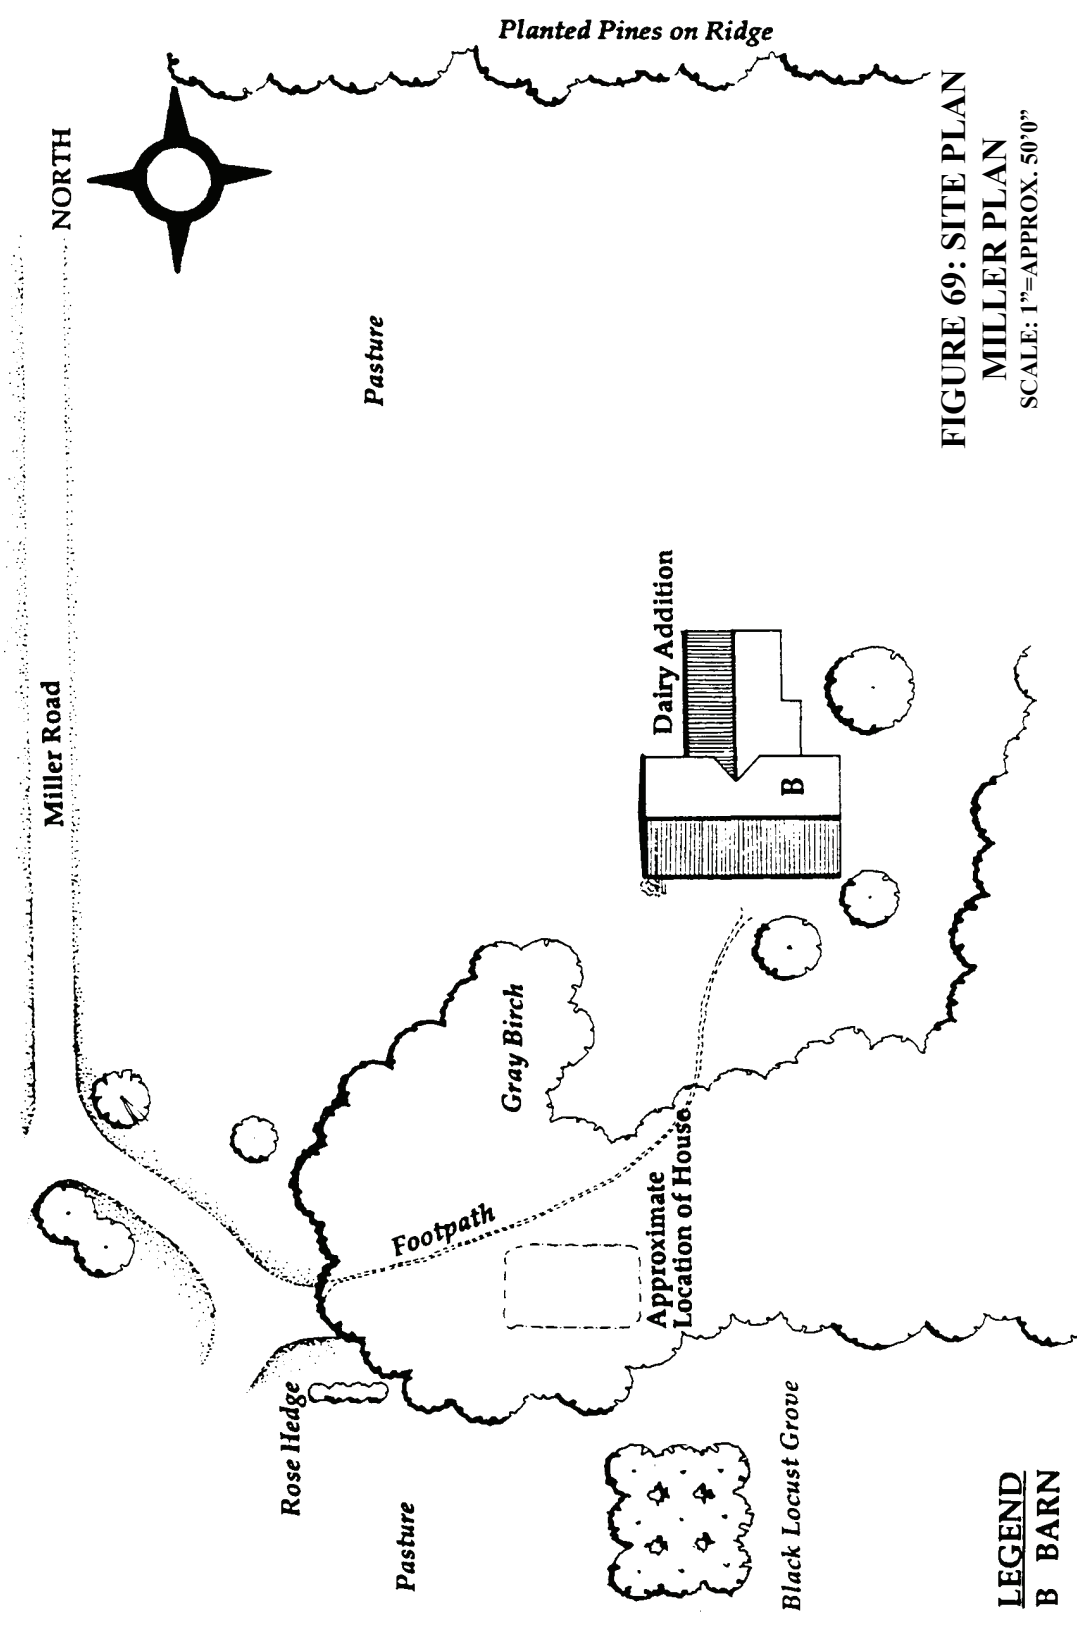 Planted Pines on Ridge
NORTH
Miller Road
Pasture
Dairy Addition
B
Gray Birch
Footpath
Approximate
Location of House
Rose Hedge
Pasture
Black Locust Grove
FIGURE 69: SITE PLAN
MILLER PLAN
SCALE: 1”=APPROX. 50’0”
LEGEND
B BARN